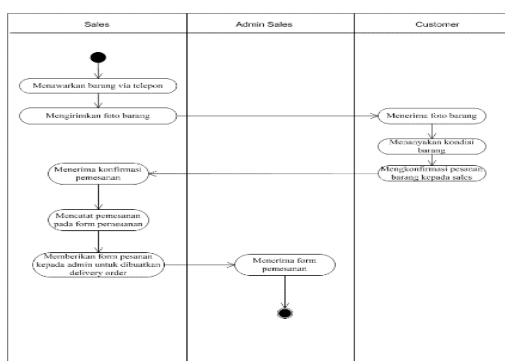 Sales
Admin Sales
Customer
Menawarkan barang via telepon
Mengirimkan foto barang
Menerima foto barang
Menanyakan kondisi
barang
Mengkonfirmasi pesanan
barang kepada sales
Menerima konfirmasi
pemesanan
Mencatat pemesanan
pada form pemesanan
Memberikan form pesanan
kepada admin untuk dibuatkan
delivery order
Menerima form
pemesanan